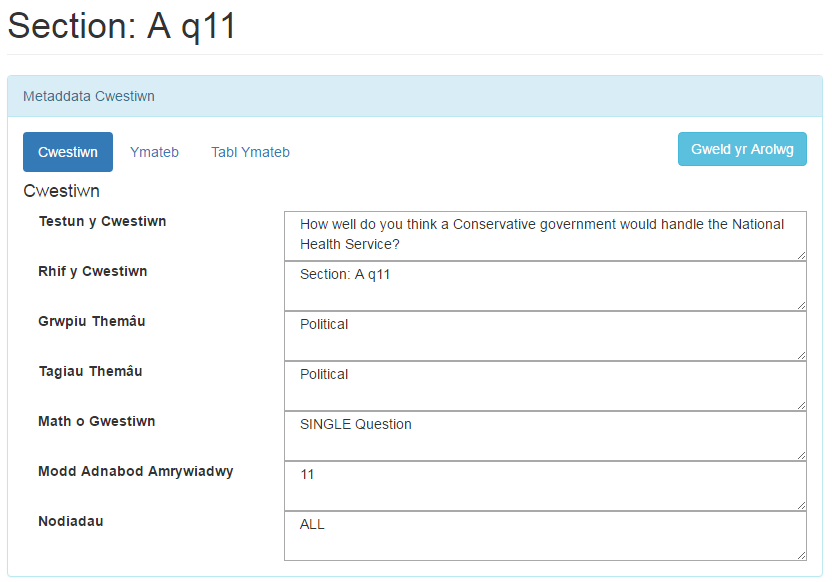 Section: A q11
Metaddata Cwestiwn
Cwestiwn
Ymateb
Tabl Ymateb
Gweld yr Arolwg
Cwestiwn
Testun y Cwestiwn
How well do you think a Conservative government would handle the National
Health Service?
Rhif y Cwestiwn
Section: A q11
Grwpiu Themâu
Political
Tagiau Themâu
Political
Math o Gwestiwn
SINGLE Question
Modd Adnabod Amrywiadwy
11
Nodiadau
ALL